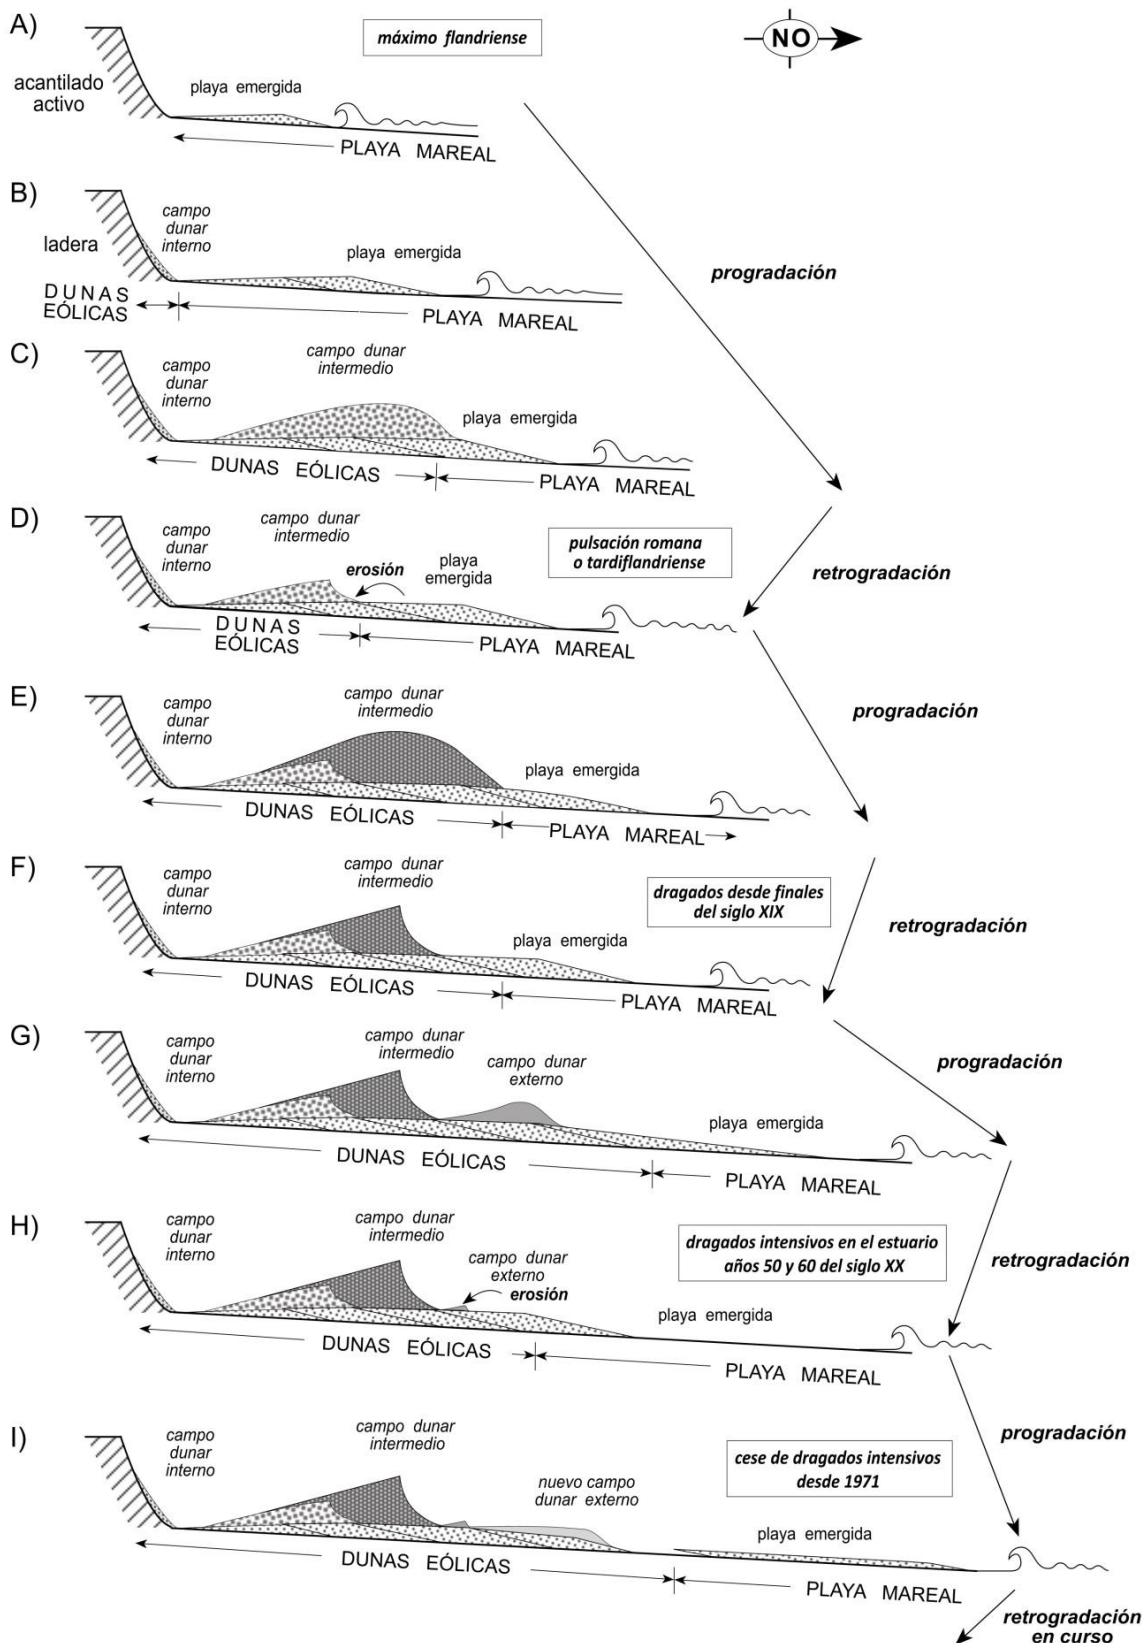 A)
máximo flandriense
NO
acantilado
activo
playa emergida
PLAYA MAREAL
B)
campo
dunar
interno
ladera
playa emergida
progradación
DUNAS
EÓLICAS
PLAYA MAREAL
C)
campo dunar
intermedio
campo
dunar
interno
playa emergida
DUNAS EÓLICAS
PLAYA MAREAL
D)
campo dunar
intermedio
campo
dunar
interno
erosión
playa
emergida
pulsación romana
o tardiflandriense
retrogradación
DUNAS
EÓLICAS
PLAYA MAREAL
E)
campo dunar
intermedio
campo
dunar
interno
progradación
playa emergida
DUNAS EÓLICAS
PLAYA MAREAL
F)
campo dunar
intermedio
campo
dunar
interno
dragados desde finales
del siglo XIX
retrogradación
playa emergida
DUNAS EÓLICAS
PLAYA MAREAL
G)
campo dunar
intermedio
campo
dunar
interno
campo dunar
externo
progradación
playa emergida
DUNAS EÓLICAS
PLAYA MAREAL
H)
campo dunar
intermedio
campo
dunar
interno
campo dunar
externo
erosión
dragados intensivos en el estuario
años 50 y 60 del siglo XX
retrogradación
playa emergida
DUNAS EÓLICAS
PLAYA MAREAL
I)
campo dunar
intermedio
campo
dunar
interno
nuevo campo
dunar externo
cese de dragados intensivos
desde 1971
progradación
playa emergida
DUNAS EÓLICAS
PLAYA MAREAL
retrogradación
en curso